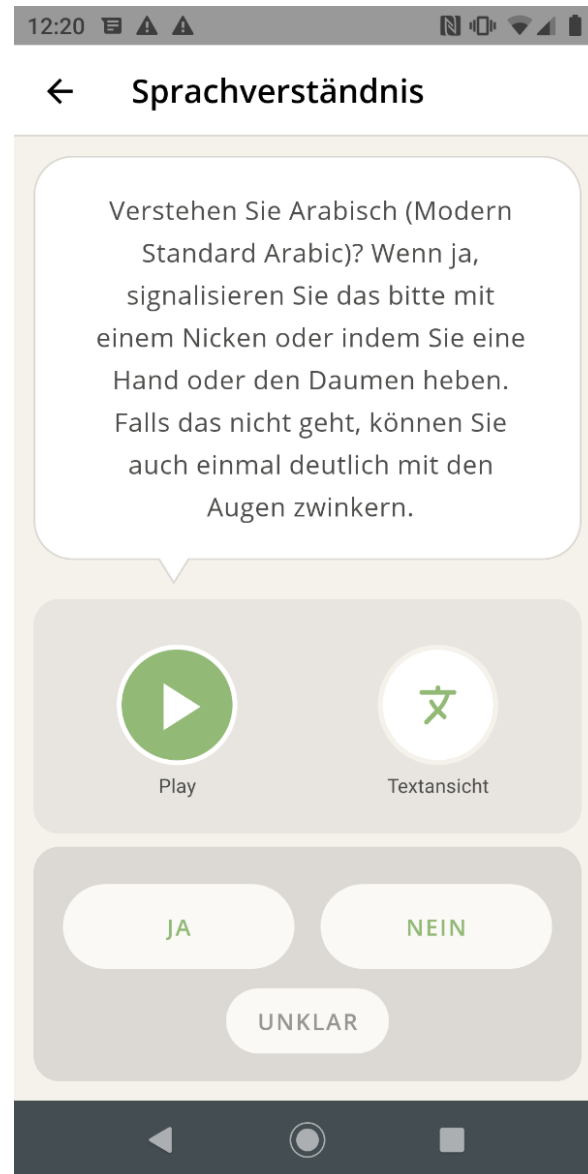 12:20
Sprachverständnis
Verstehen Sie Arabisch (Modern
Standard Arabic)? Wenn ja,
signalisieren Sie das bitte mit
einem Nicken oder indem Sie eine
Hand oder den Daumen heben.
Falls das nicht geht, können Sie
auch einmal deutlich mit den
Augen zwinkern.
Play Textansicht
JA NEIN
UNKLAR